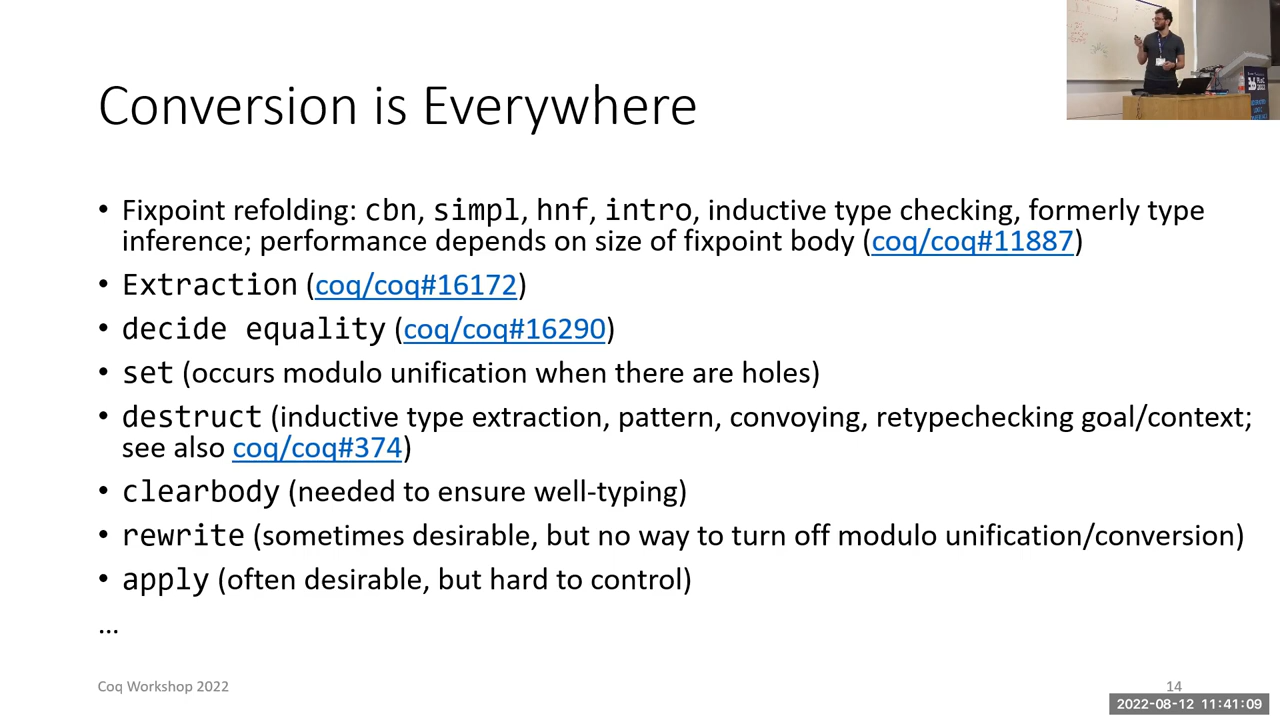 Conversion is Everywhere
• Fixpoint refolding: cbn, simpl, hnf, intro, inductive type checking, formerly type
inference; performance depends on size of fixpoint body (coq/coq#11887)
• Extraction (coq/coq#16172)
• decide equality (coq/coq#16290)
• set (occurs modulo unification when there are holes)
• destruct (inductive type extraction, pattern, convoying, retypechecking goal/context;
see also coq/coq#374)
• clearbody (needed to ensure well-typing)
• rewrite (sometimes desirable, but no way to turn off modulo unification/conversion)
• apply (often desirable, but hard to control)
...
Coq Workshop 2022
14
2022-08-12 11:41:09